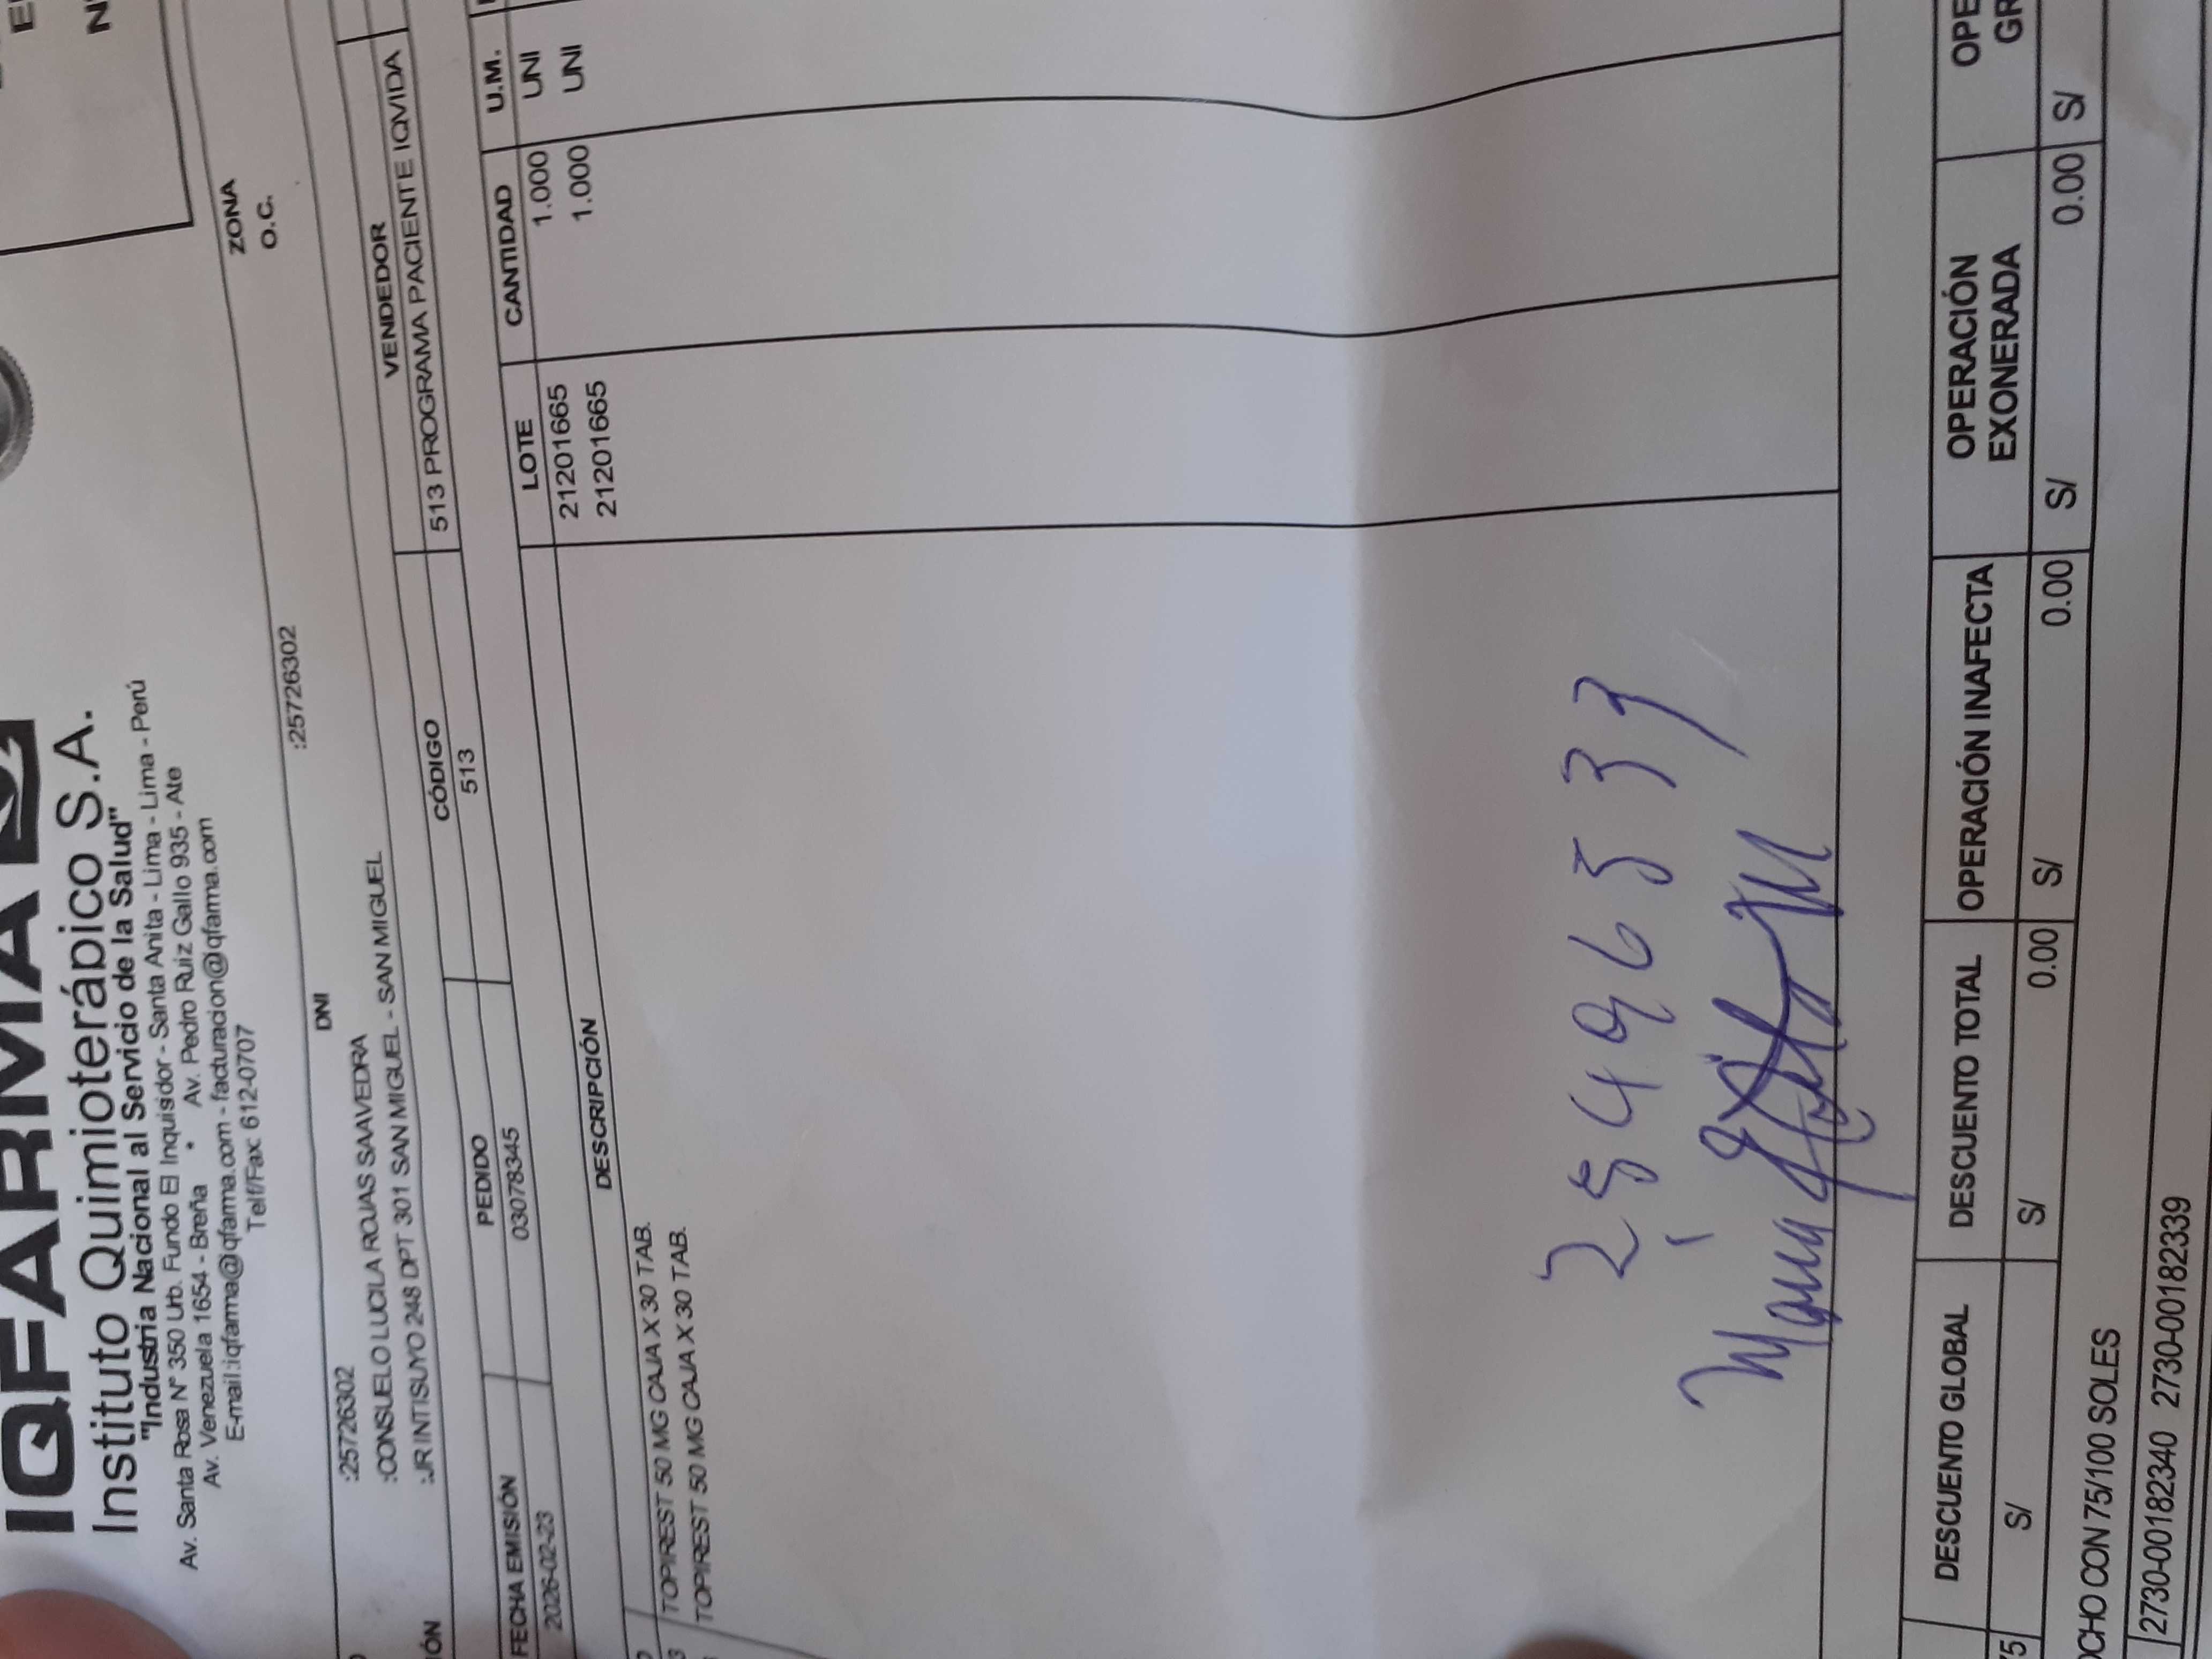 IQFARMA
Instituto Quimioterápico S.A.
"Industria Nacional al Servicio de la Salud"
Av. Santa Rosa N° 350 Urb. Fundo El Inquisidor - Santa Anita - Lima - Lima - Perú
Av. Venezuela 1654 - Breña • Av. Pedro Ruiz Gallo 935 - Ate
E-mail:iqfarma@qfarma.com - facturacion@qfarma.com
Telf/Fax 612-0707
ZONA
O.C.
:25726302 DNI :25726302
:CONSUELO LUCILA ROJAS SAAVEDRA
:JR INTISUYO 248 DPT 301 SAN MIGUEL - SAN MIGUEL - SAN MIGUEL
FECHA EMISIÓN PEDIDO CÓDIGO VENDEDOR
2026-02-23 03078345 513 513 PROGRAMA PACIENTE IQVIDA
DESCRIPCIÓN LOTE CANTIDAD U.M.
TOPIREST 50 MG CAJA X 30 TAB. 21201665 1.000 UNI
TOPIREST 50 MG CAJA X 30 TAB. 21201665 1.000 UNI
25496537
Maria
DESCUENTO GLOBAL DESCUENTO TOTAL OPERACIÓN INAFECTA OPERACIÓN EXONERADA
S/ S/ 0.00 S/ 0.00 S/ 0.00 S/
OCHO CON 75/100 SOLES
2730-00182340 2730-00182339